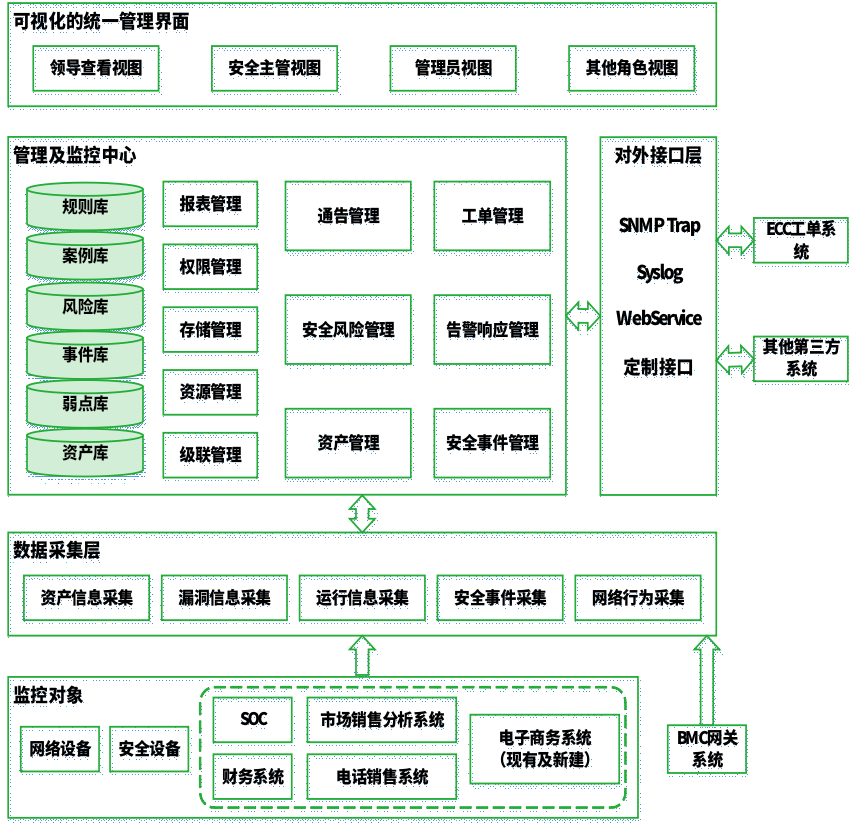 可视化的统一管理界面
领导查看视图
安全主管视图
管理员视图
其他角色视图
管理及监控中心
规则库
案例库
风险库
事件库
弱点库
资产库
报表管理
权限管理
存储管理
资源管理
级联管理
通告管理
工单管理
安全风险管理
告警响应管理
资产管理
安全事件管理
对外接口层
SNMP Trap
Syslog
WebService
定制接口
ECC工单系
统
其他第三方
系统
数据采集层
资产信息采集
漏洞信息采集
运行信息采集
安全事件采集
网络行为采集
监控对象
网络设备
安全设备
SOC
市场销售分析系统
财务系统
电话销售系统
电子商务系统
（现有及新建）
BMC网关
系统